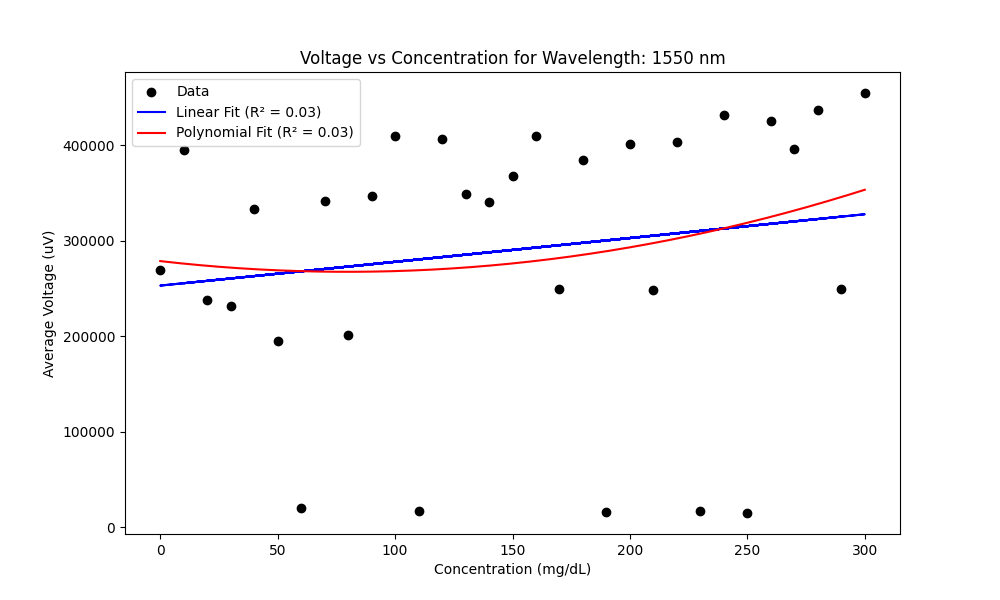 Voltage vs Concentration for Wavelength: 1550 nm
Data
Linear Fit (R² = 0.03)
Polynomial Fit (R² = 0.03)
Average Voltage (uV)
400000
300000
200000
100000
0
0 50 100 150 200 250 300
Concentration (mg/dL)